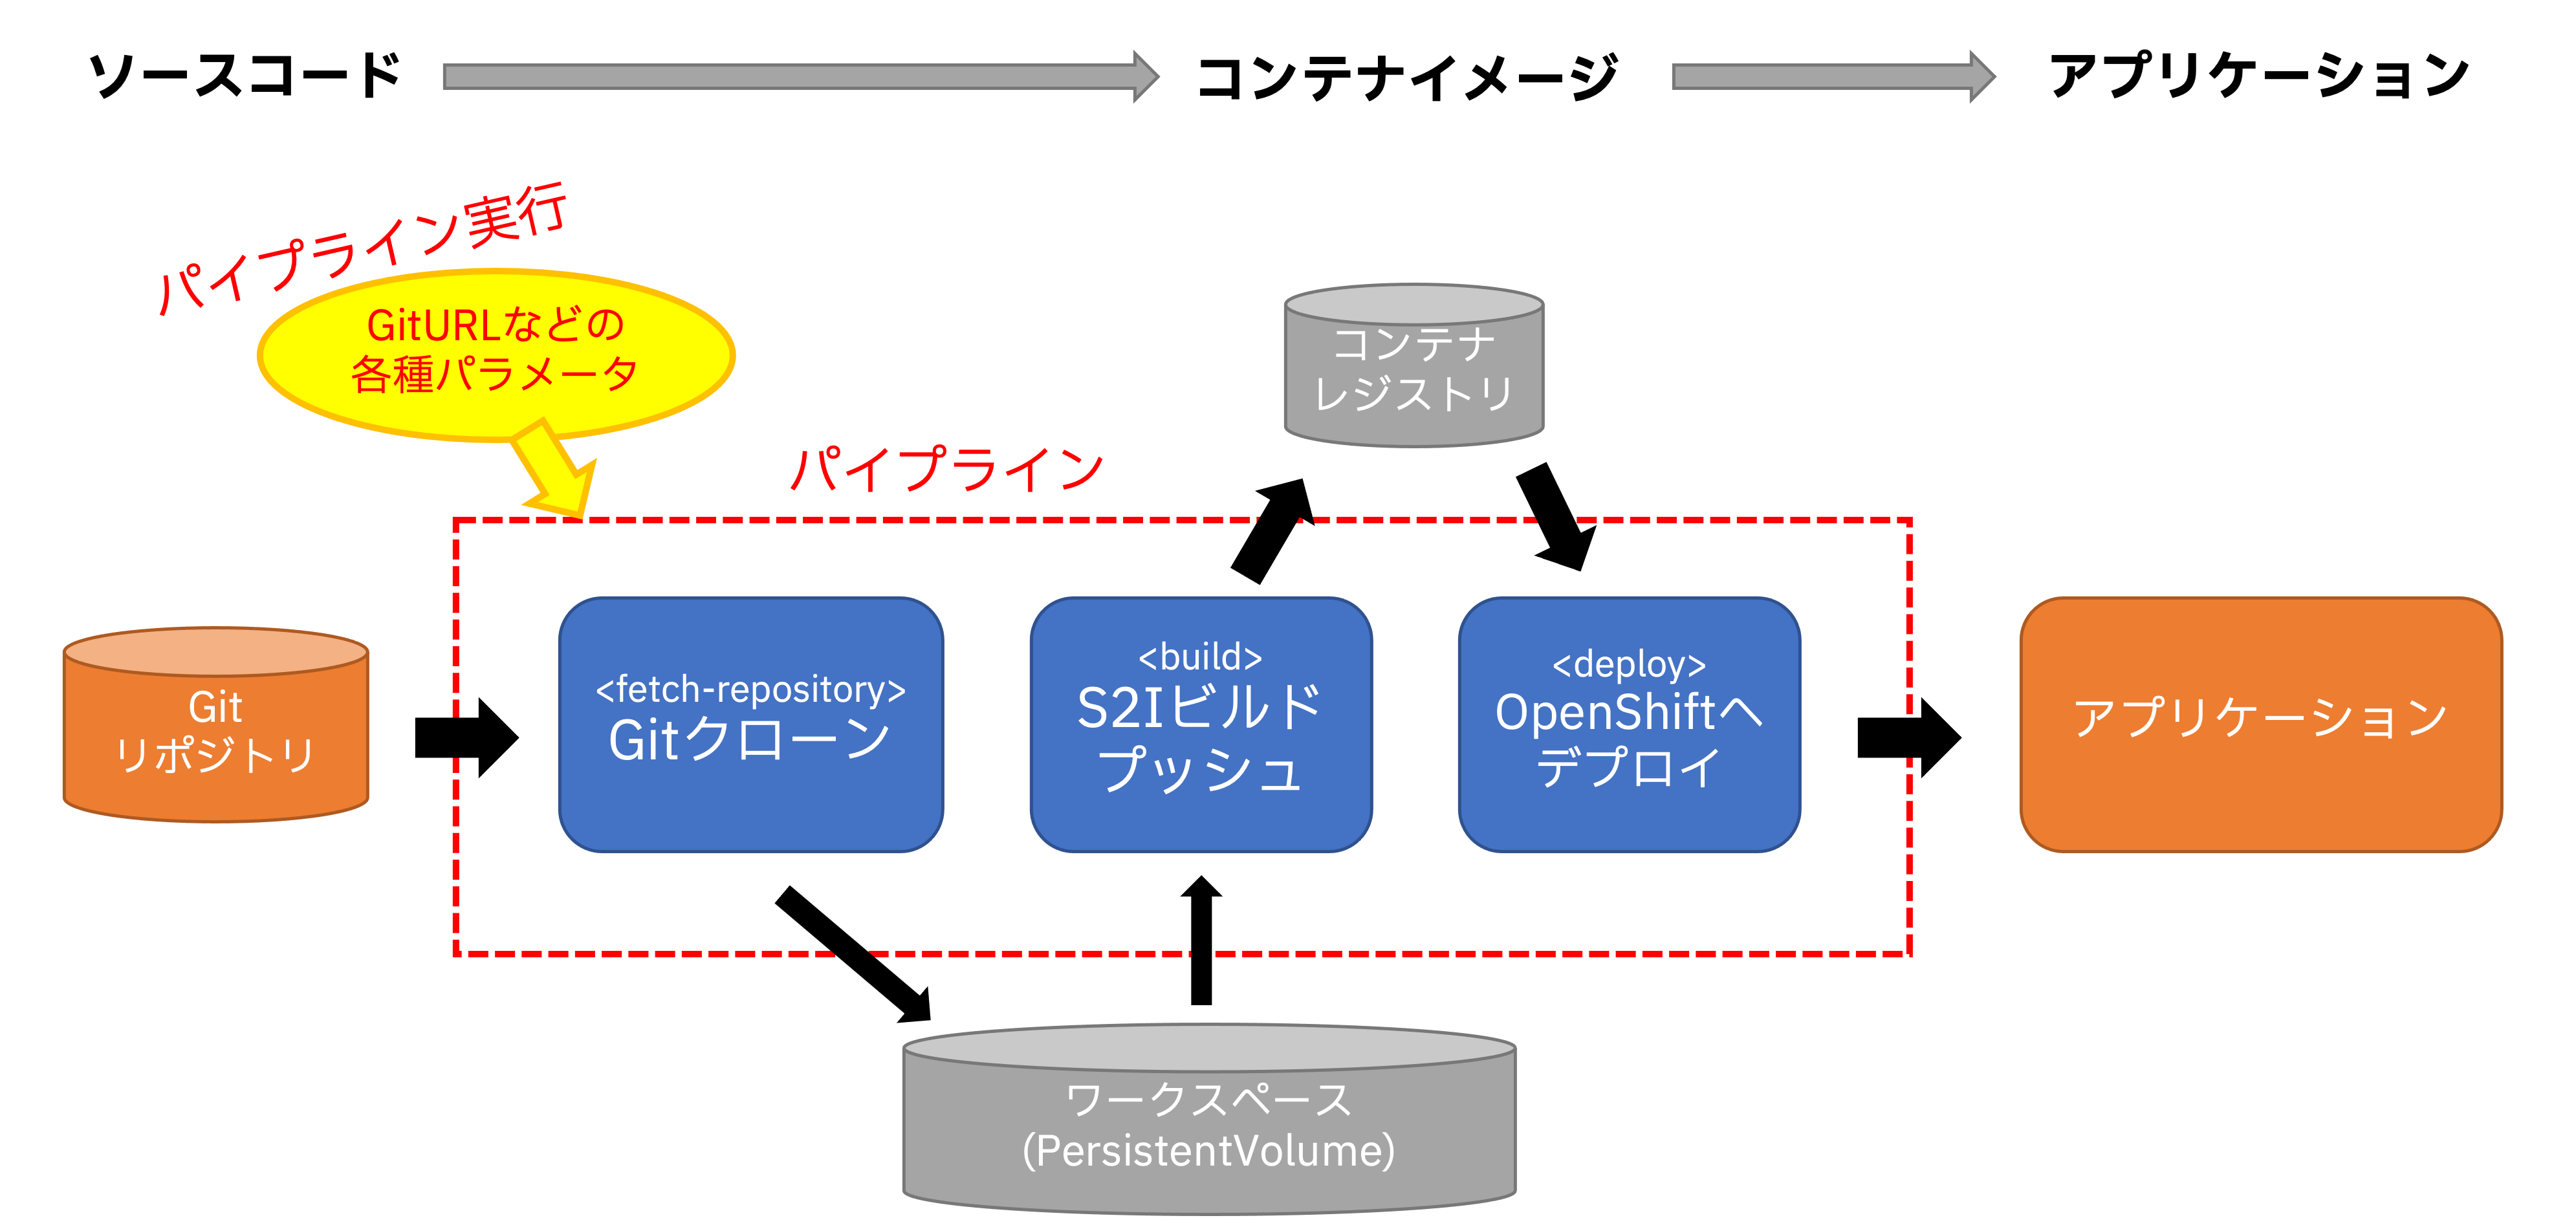 ソースコード
コンテナイメージ
アプリケーション
パイプライン実行
GitURLなどの
各種パラメータ
コンテナ
レジストリ
パイプライン
Git
リポジトリ
<fetch-repository>
Gitクローン
<build>
S2Iビルド
プッシュ
<deploy>
OpenShiftへ
デプロイ
アプリケーション
ワークスペース
(PersistentVolume)